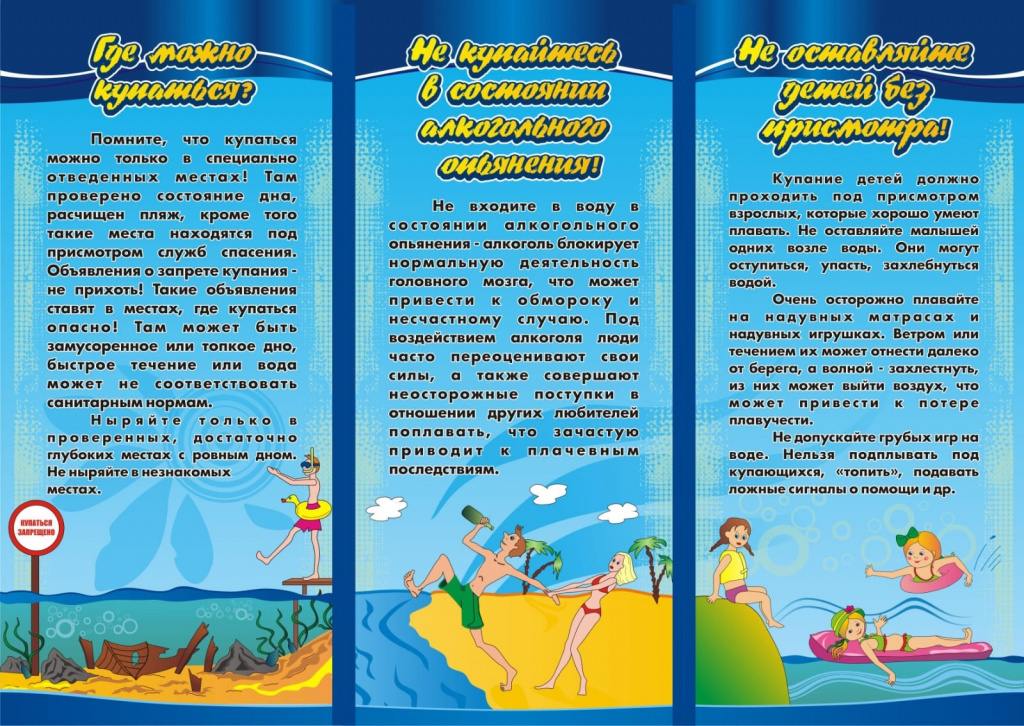 Где можно
купаться?
Помните, что купаться
можно только в специально
отведенных местах! Там
проверено состояние дна,
расчищен пляж, кроме того
такие места находятся под
присмотром служб спасения.
Объявления о запрете купания -
не прихоть! Такие объявления
ставят в местах, где купаться
опасно! Там может быть
замусоренное или топкое дно,
быстрое течение или вода
может не соответствовать
санитарным нормам.
Ныряйте только в
проверенных, достаточно
глубоких местах с ровным дном.
Не ныряйте в незнакомых
местах.
КУПАТЬСЯ
ЗАПРЕЩЕНО
Не купайтесь
в состоянии
алкогольного
опьянения!
Не входите в воду в
состоянии алкогольного
опьянения - алкоголь блокирует
нормальную деятельность
головного мозга, что может
привести к обмороку и
несчастному случаю. Под
воздействием алкоголя люди
часто переоценивают свои
силы, а также совершают
неосторожные поступки в
отношении других любителей
поплавать, что зачастую
приводит к плачевным
последствиям.
Не оставляйте
детей без
присмотра!
Купание детей должно
проходить под присмотром
взрослых, которые хорошо умеют
плавать. Не оставляйте малышей
одних возле воды. Они могут
оступиться, упасть, захлебнуться
водой.
Очень осторожно плавайте
на надувных матрасах и
надувных игрушках. Ветром или
течением их может отнести далеко
от берега, а волной - захлестнуть,
из них может выйти воздух, что
может привести к потере
плавучести.
Не допускайте грубых игр на
воде. Нельзя подплывать под
купающихся, «топить», подавать
ложные сигналы о помощи и др.